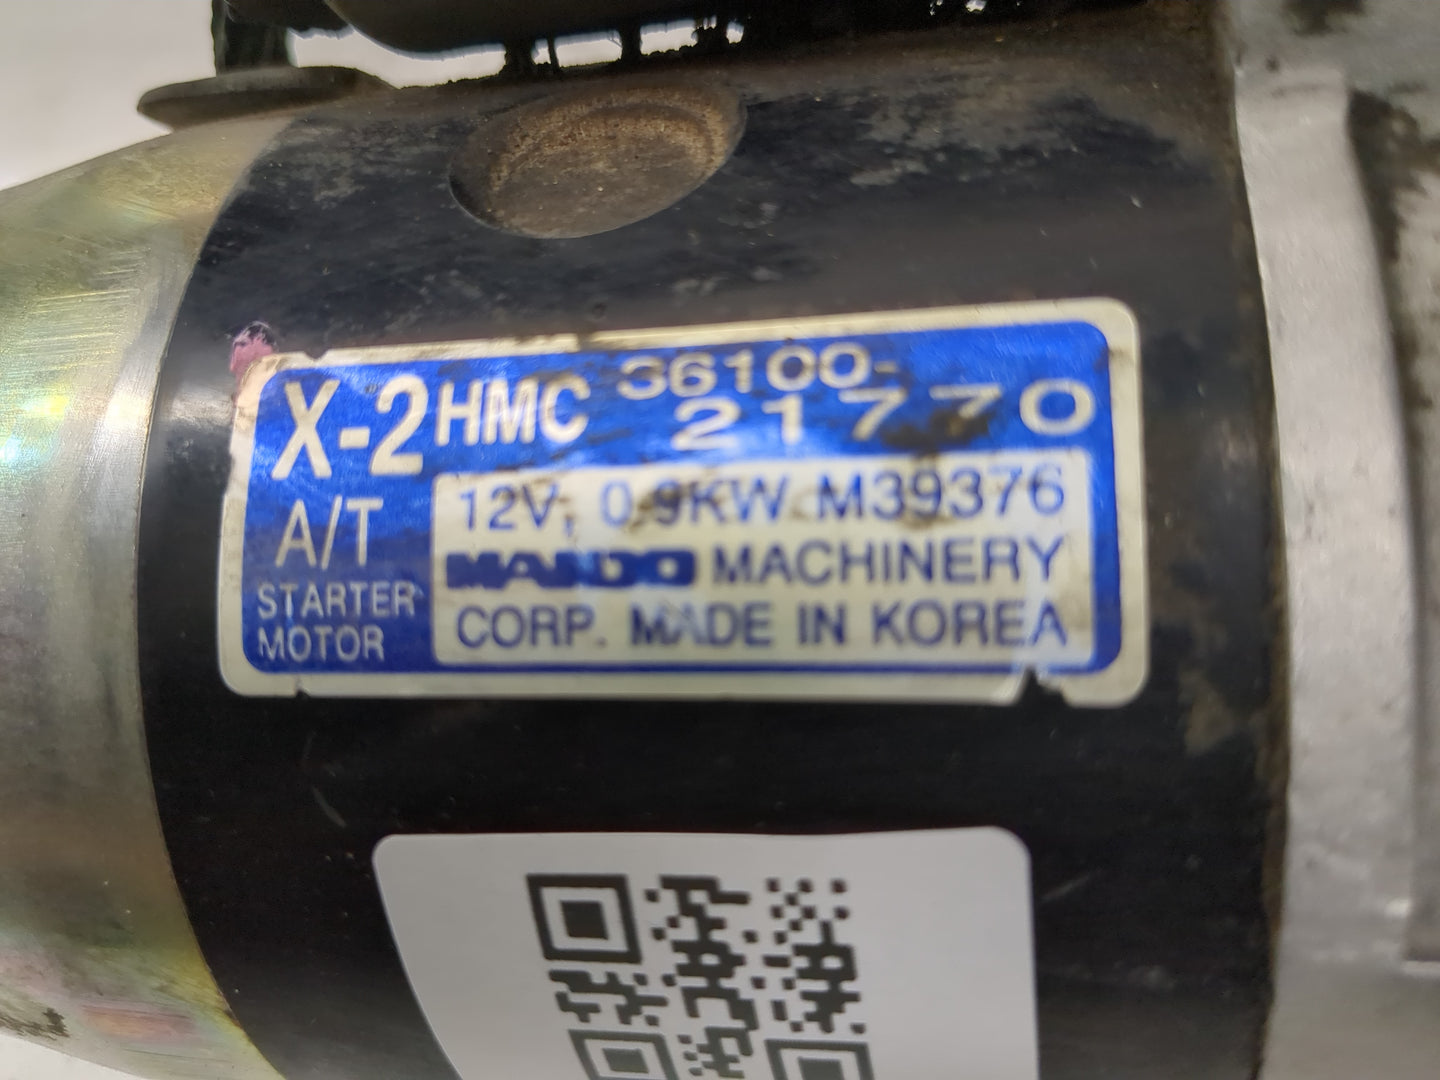 X-2 HMC 36100-
21770
A/T
STARTER
MOTOR
12V, 0.9KW M39376
MANDO MACHINERY
CORP. MADE IN KOREA